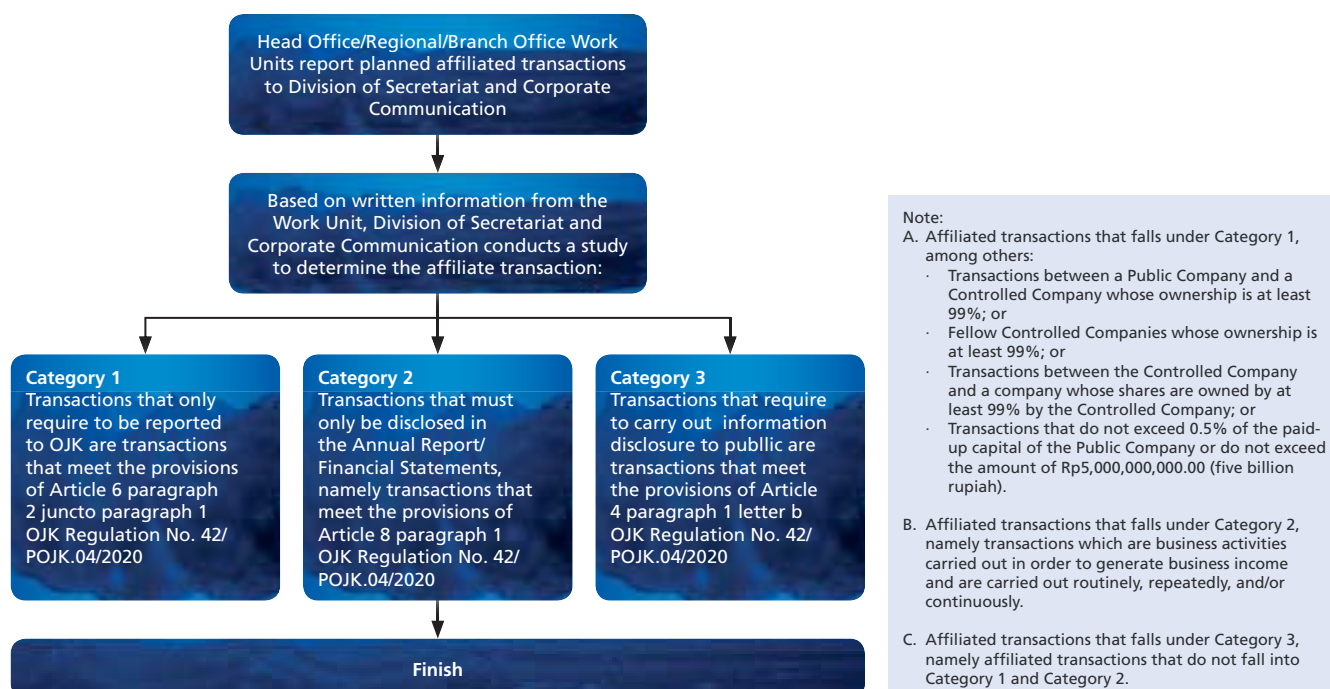 Head Office/Regional/Branch Office Work
Units report planned affiliated transactions
to Division of Secretariat and Corporate
Communication
Based on written information from the
Work Unit, Division of Secretariat and
Corporate Communication conducts a study
to determine the affiliate transaction:
Category 1
Transactions that only
require to be reported
to OJK are transactions
that meet the provisions
of Article 6 paragraph
2 juncto paragraph 1
OJK Regulation No. 42/
POJK.04/2020
Category 2
Transactions that must
only be disclosed in
the Annual Report/
Financial Statements,
namely transactions that
meet the provisions of
Article 8 paragraph 1
OJK Regulation No. 42/
POJK.04/2020
Category 3
Transactions that require
to carry out  information
disclosure to publlic are
transactions that meet
the provisions of Article
4 paragraph 1 letter b
OJK Regulation No. 42/
POJK.04/2020
Finish
Note:
A. Affiliated transactions that falls under Category 1,
among others:
· Transactions between a Public Company and a
Controlled Company whose ownership is at least
99%; or
· Fellow Controlled Companies whose ownership is
at least 99%; or
· Transactions between the Controlled Company
and a company whose shares are owned by at
least 99% by the Controlled Company; or
· Transactions that do not exceed 0.5% of the paid-
up capital of the Public Company or do not exceed
the amount of Rp5,000,000,000.00 (five billion
rupiah).
B. Affiliated transactions that falls under Category 2,
namely transactions which are business activities
carried out in order to generate business income
and are carried out routinely, repeatedly, and/or
continuously.
C. Affiliated transactions that falls under Category 3,
namely affiliated transactions that do not fall into
Category 1 and Category 2.